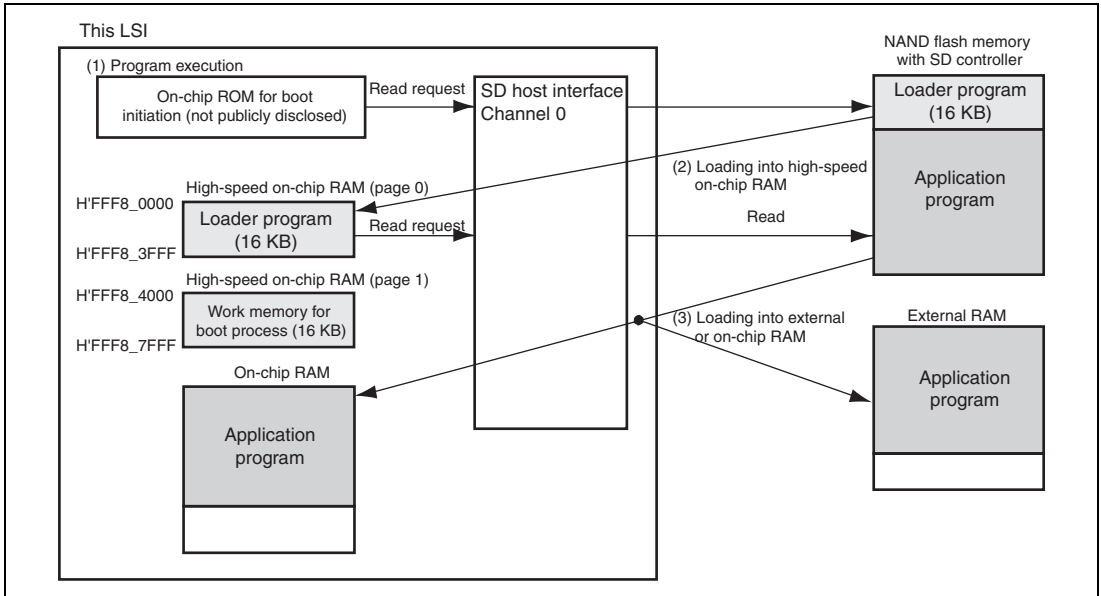 This LSI
(1) Program execution
On-chip ROM for boot
initiation (not publicly disclosed)
Read request
SD host interface
Channel 0
NAND flash memory
with SD controller
Loader program
(16 KB)
Application
program
(2) Loading into high-speed
on-chip RAM
High-speed on-chip RAM (page 0)
H'FFF8_0000
Loader program
(16 KB)
H'FFF8_3FFF
Read request
Read
High-speed on-chip RAM (page 1)
H'FFF8_4000
Work memory for
boot process (16 KB)
H'FFF8_7FFF
(3) Loading into external
or on-chip RAM
External RAM
Application
program
On-chip RAM
Application
program